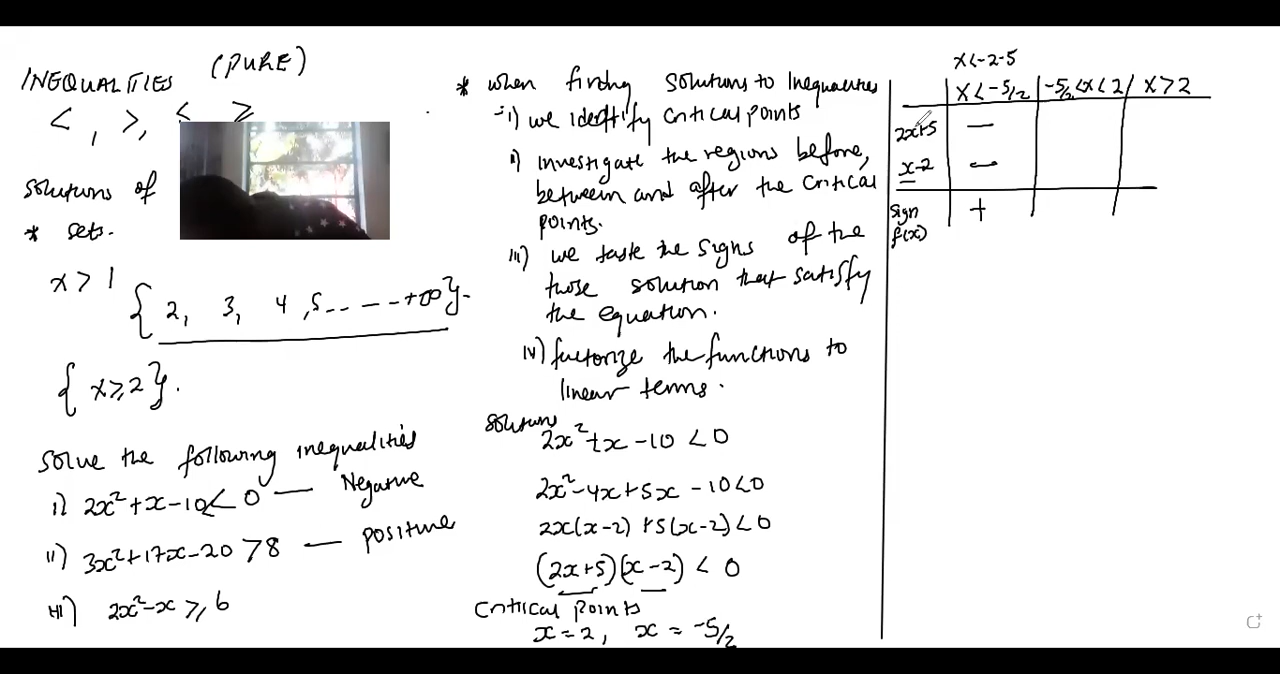 INEQUALITIES (PURE)
<, >, ≤ ≥
solutions of
* sets.
x > 1
{ 2, 3, 4, 5... --- +∞}.
{ x ≥ 2 }.
solve the following inequalities
i) 2x² + x - 10 < 0 — Negative
ii) 3x² + 17x - 20 > 8 — positive
iii) 2x² - x ≥ 6
* when finding solutions to Inequalities
i) we identify critical points
ii) investigate the regions before,
between and after the critical
points.
iii) we taske the signs of the
those solution that satisfy
the equation.
iv) factorize the functions to
linear terms.
solutions
2x² + x - 10 < 0
2x² - 4x + 5x - 10 < 0
2x(x - 2) + 5(x - 2) < 0
(2x + 5)(x - 2) < 0
Critical points
x = 2, x = -5/2
x < -2.5
x < -5/2 | -5/2 < x < 2 | x > 2
2x+5 | —
x-2 | —
sign | +
f(x)